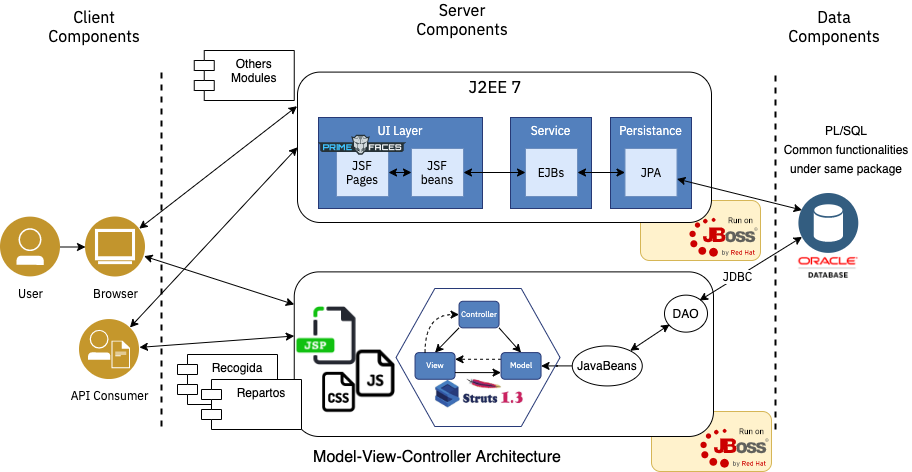 Client
Components
Server
Components
Data
Components
Others
Modules
J2EE 7
UI Layer
PRIMEFACES
JSF
Pages
JSF
beans
Service
EJBs
Persistance
JPA
PL/SQL
Common functionalities
under same package
Run on
JBoss
by Red Hat
ORACLE
DATABASE
User
Browser
JDBC
Controller
View
Model
Struts 1.3
JSP
CSS
JS
DAO
JavaBeans
API Consumer
Recogida
Repartos
Run on
JBoss
by Red Hat
Model-View-Controller Architecture